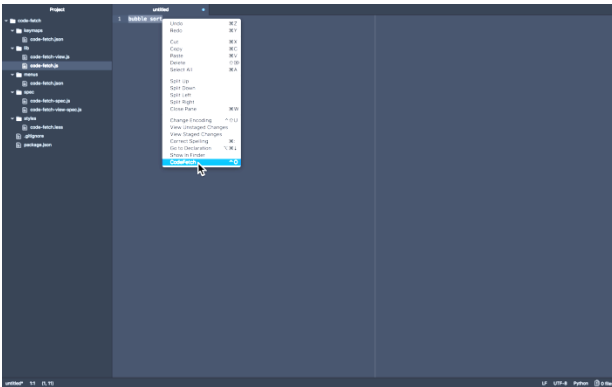 Project
code-fetch
keymaps
code-fetch.json
lib
code-fetch-view.js
code-fetch.js
menus
code-fetch.json
spec
code-fetch-spec.js
code-fetch-view-spec.js
styles
code-fetch.less
.gitignore
package.json
untitled
1 bubble sort
Undo ⌘Z
Redo ⌘Y
Cut ⌘X
Copy ⌘C
Paste ⌘V
Delete
Select All ⌘A
Split Up
Split Down
Split Left
Split Right
Close Pane ⌘W
Change Encoding ⌃⇧U
View Unstaged Changes
View Staged Changes
Correct Spelling
Go to Declaration
Show in Finder
CodeFetch
untitled* 1:1 (1, 11)
LF UTF-8 Python